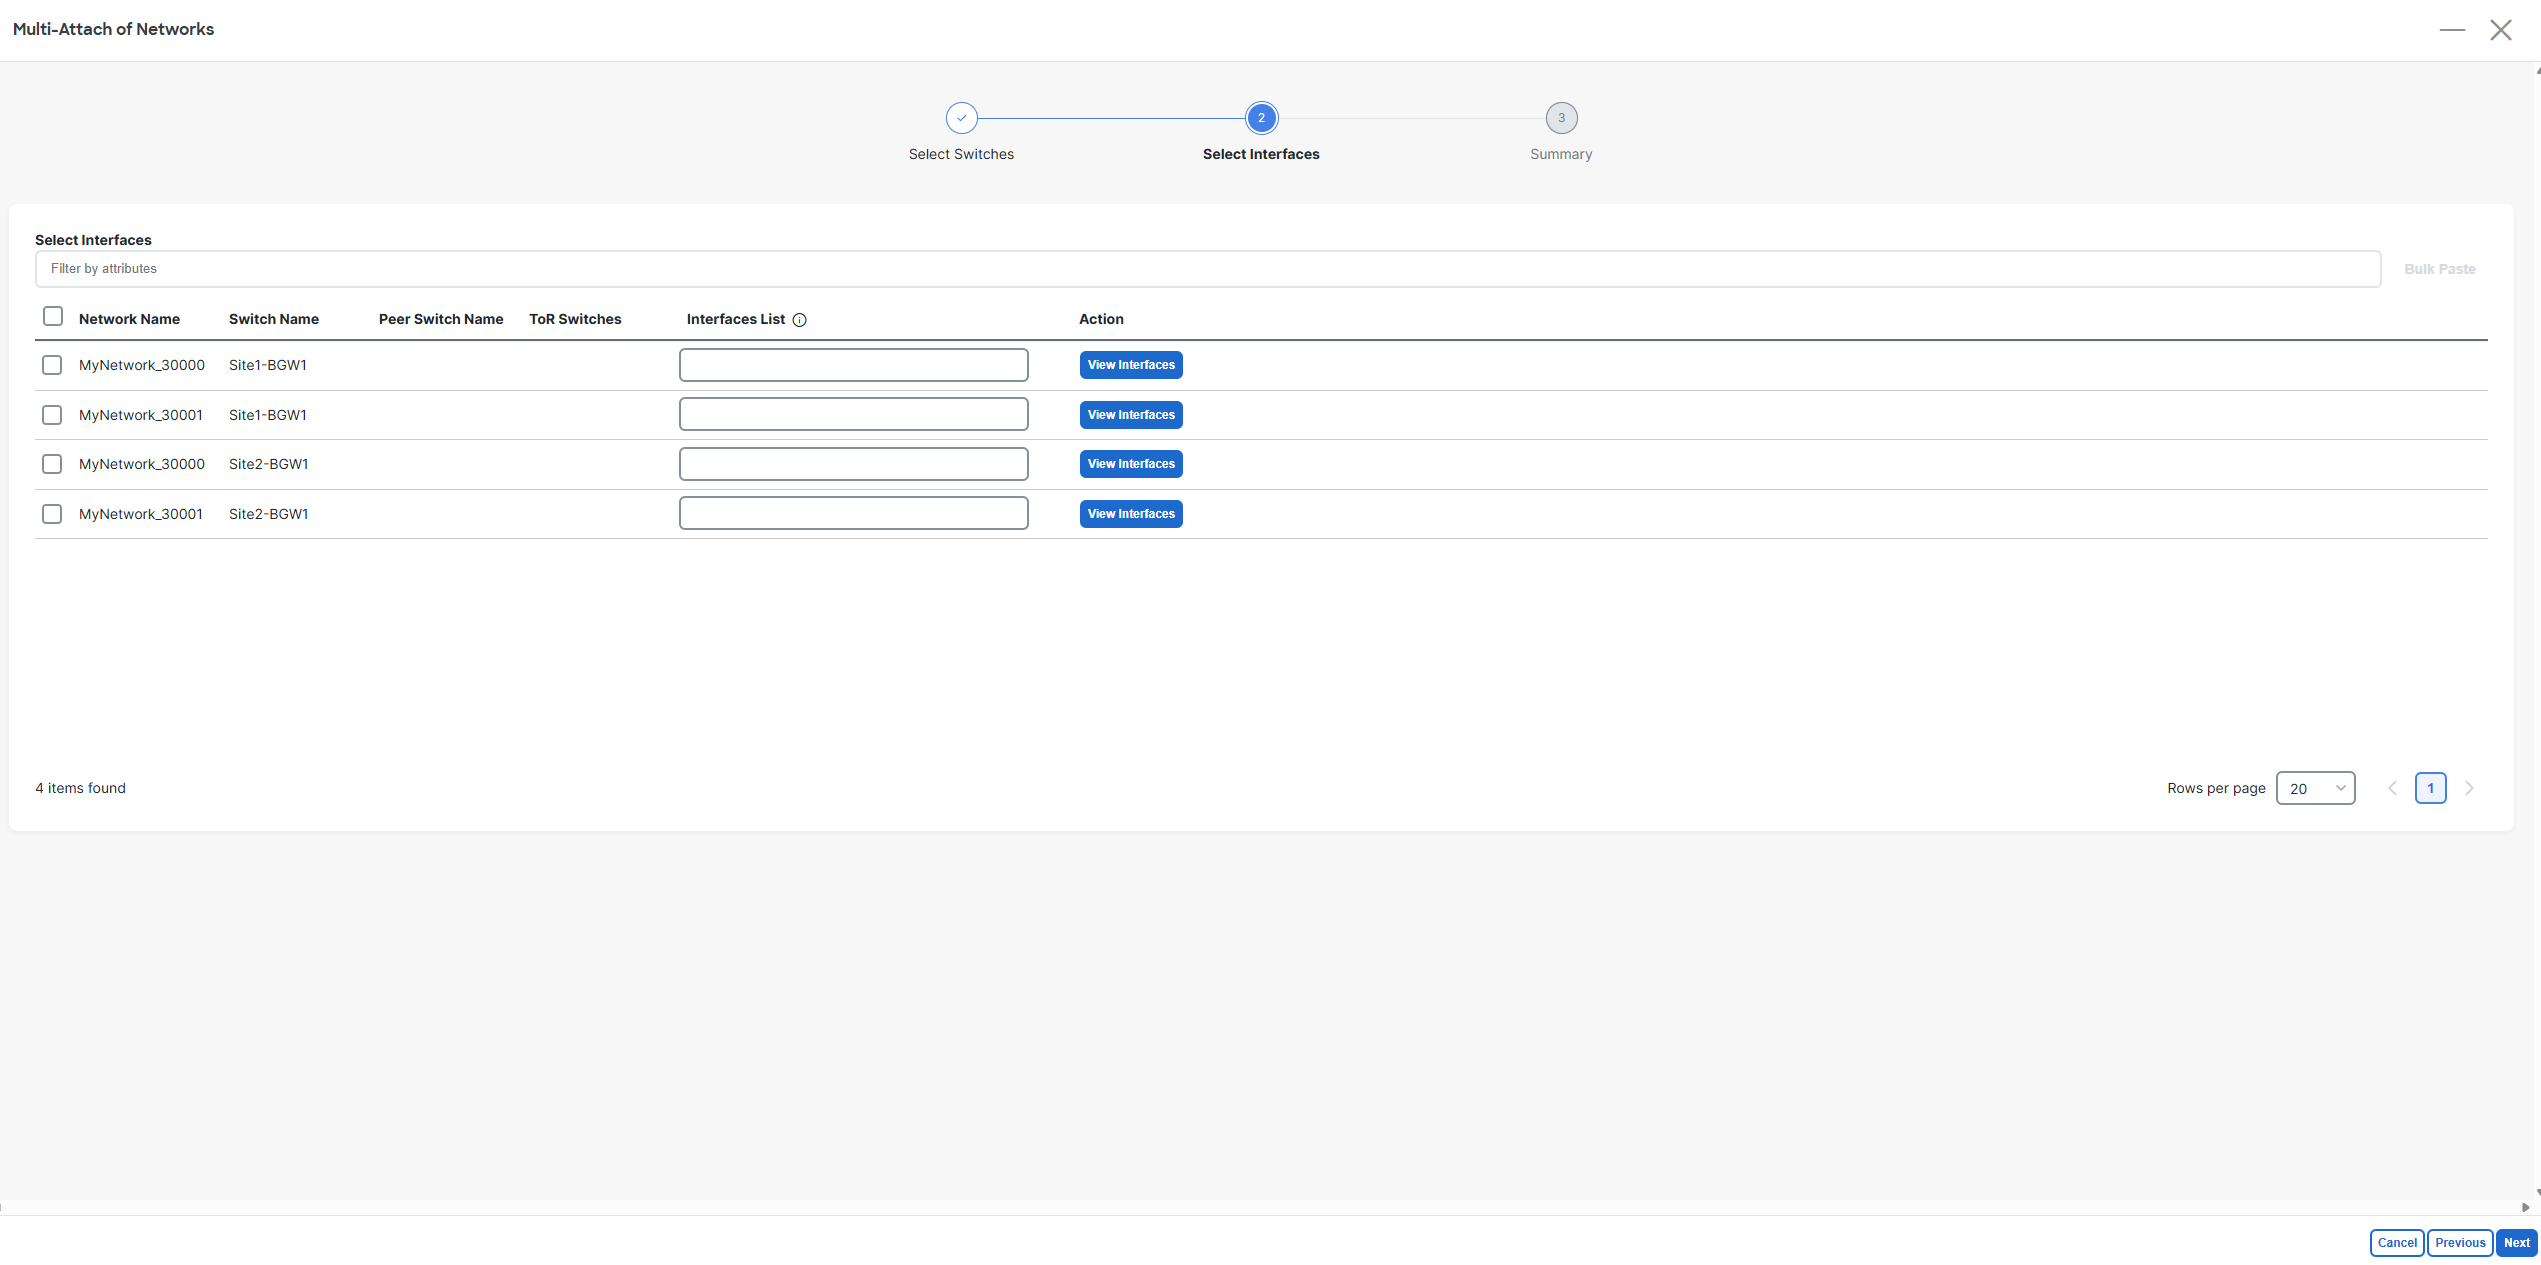 Multi-Attach of Networks
2
3
Select Switches
Select Interfaces
Summary
Select Interfaces
Filter by attributes
Bulk Paste
Network Name Switch Name Peer Switch Name ToR Switches Interfaces List Action
MyNetwork_30000 Site1-BGW1 View Interfaces
MyNetwork_30001 Site1-BGW1 View Interfaces
MyNetwork_30000 Site2-BGW1 View Interfaces
MyNetwork_30001 Site2-BGW1 View Interfaces
4 items found
Rows per page 20 1
Cancel Previous Next